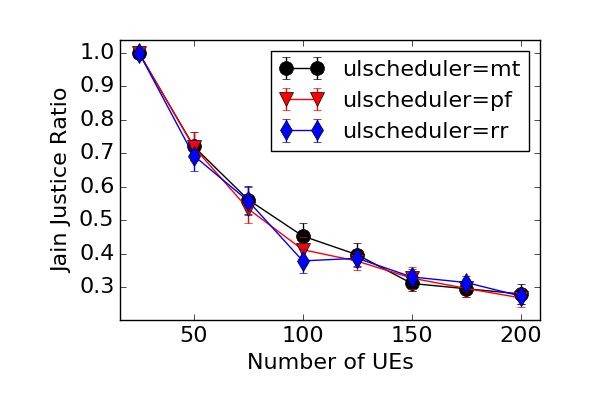 1.0
0.9
0.8
0.7
0.6
0.5
0.4
0.3
Jain Justice Ratio
ulscheduler=mt
ulscheduler=pf
ulscheduler=rr
50 100 150 200
Number of UEs